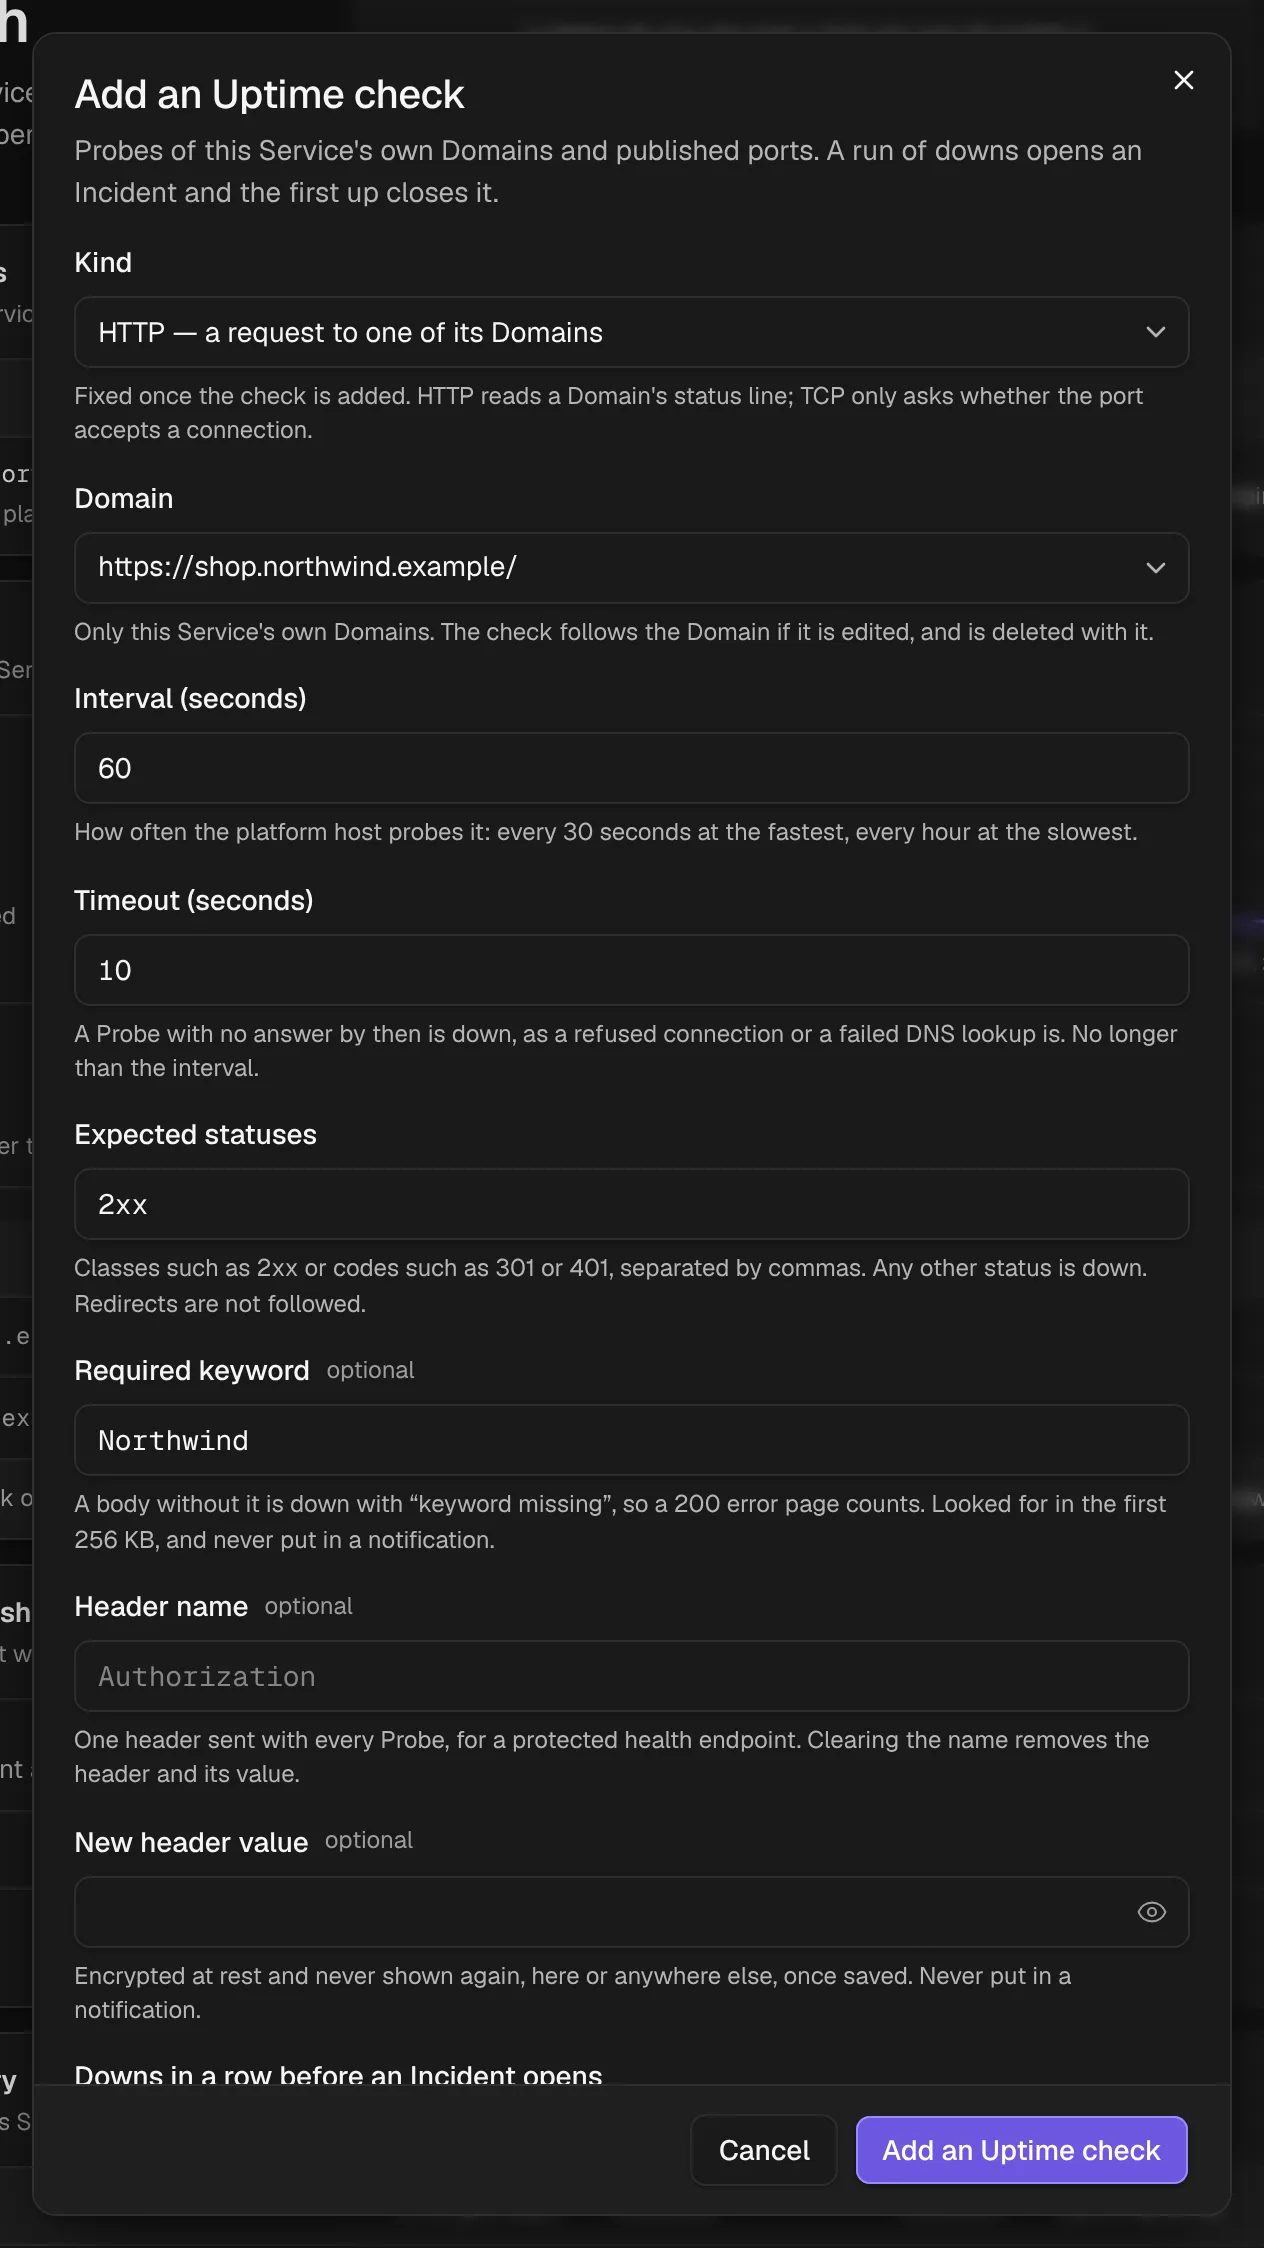 Add an Uptime check
Probes of this Service's own Domains and published ports. A run of downs opens an
Incident and the first up closes it.
Kind
HTTP — a request to one of its Domains
Fixed once the check is added. HTTP reads a Domain's status line; TCP only asks whether the port
accepts a connection.
Domain
https://shop.northwind.example/
Only this Service's own Domains. The check follows the Domain if it is edited, and is deleted with it.
Interval (seconds)
60
How often the platform host probes it: every 30 seconds at the fastest, every hour at the slowest.
Timeout (seconds)
10
A Probe with no answer by then is down, as a refused connection or a failed DNS lookup is. No longer
than the interval.
Expected statuses
2xx
Classes such as 2xx or codes such as 301 or 401, separated by commas. Any other status is down.
Redirects are not followed.
Required keyword optional
Northwind
A body without it is down with “keyword missing”, so a 200 error page counts. Looked for in the first
256 KB, and never put in a notification.
Header name optional
Authorization
One header sent with every Probe, for a protected health endpoint. Clearing the name removes the
header and its value.
New header value optional
Encrypted at rest and never shown again, here or anywhere else, once saved. Never put in a
notification.
Downs in a row before an Incident opens
Cancel
Add an Uptime check